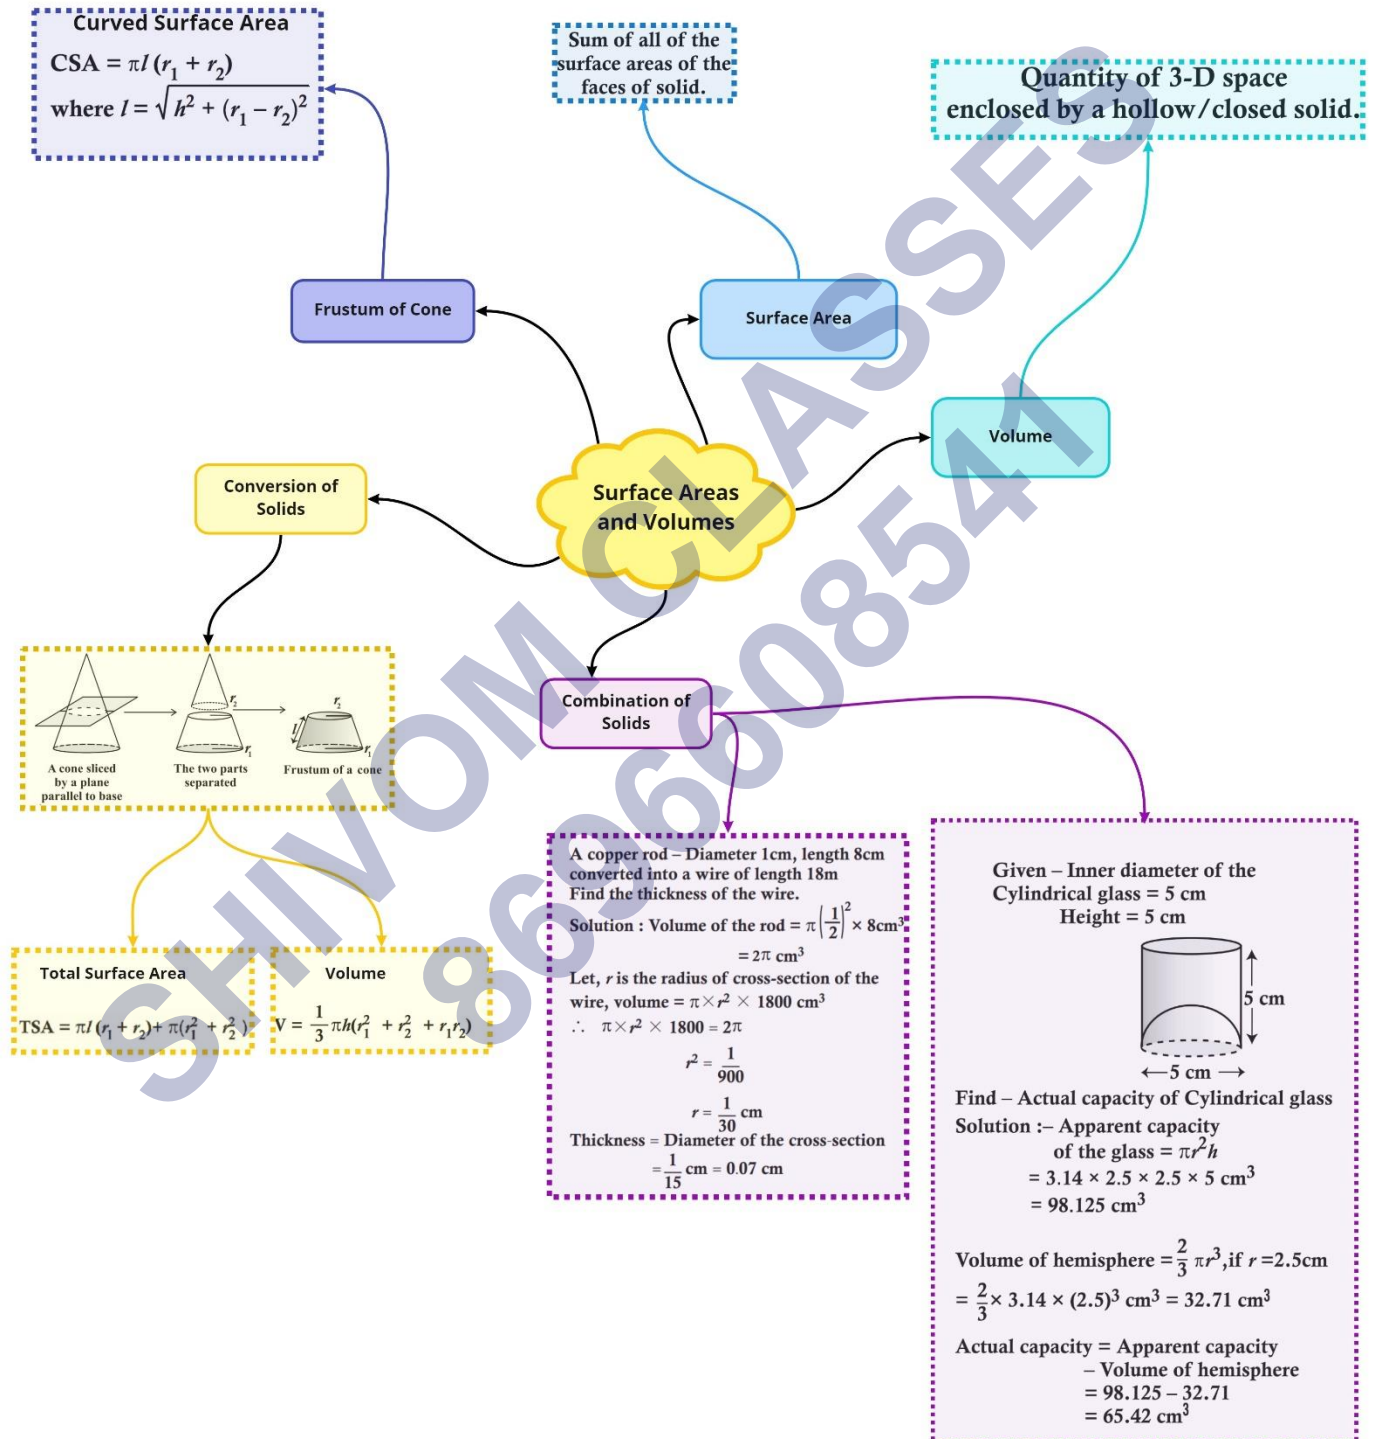 Curved Surface Area
CSA = πl (r₁ + r₂)
where l = √(h² + (r₁ − r₂)²)
Sum of all of the
surface areas of the
faces of solid.
Quantity of 3-D space
enclosed by a hollow/closed solid.
Frustum of Cone
Surface Area
Volume
Surface Areas
and Volumes
Conversion of
Solids
Combination of
Solids
r₂
r₁
r₂
l
r₁
A cone sliced
by a plane
parallel to base
The two parts
separated
Frustum of a cone
Total Surface Area
TSA = πl (r₁ + r₂)+ π(r₁² + r₂²)
Volume
V = 1/3 πh(r₁² + r₂² + r₁r₂)
A copper rod – Diameter 1cm, length 8cm
converted into a wire of length 18m
Find the thickness of the wire.
Solution : Volume of the rod = π(1/2)² × 8cm³
= 2π cm³
Let, r is the radius of cross-section of the
wire, volume = π×r² × 1800 cm³
∴ π×r² × 1800 = 2π
r² = 1/900
r = 1/30 cm
Thickness = Diameter of the cross-section
= 1/15 cm = 0.07 cm
Given – Inner diameter of the
Cylindrical glass = 5 cm
Height = 5 cm
5 cm
5 cm
Find – Actual capacity of Cylindrical glass
Solution :– Apparent capacity
of the glass = πr²h
= 3.14 × 2.5 × 2.5 × 5 cm³
= 98.125 cm³
Volume of hemisphere = 2/3 πr³,if r =2.5cm
= 2/3 × 3.14 × (2.5)³ cm³ = 32.71 cm³
Actual capacity = Apparent capacity
– Volume of hemisphere
= 98.125 – 32.71
= 65.42 cm³
SHIVOM CLASSES
8696608541